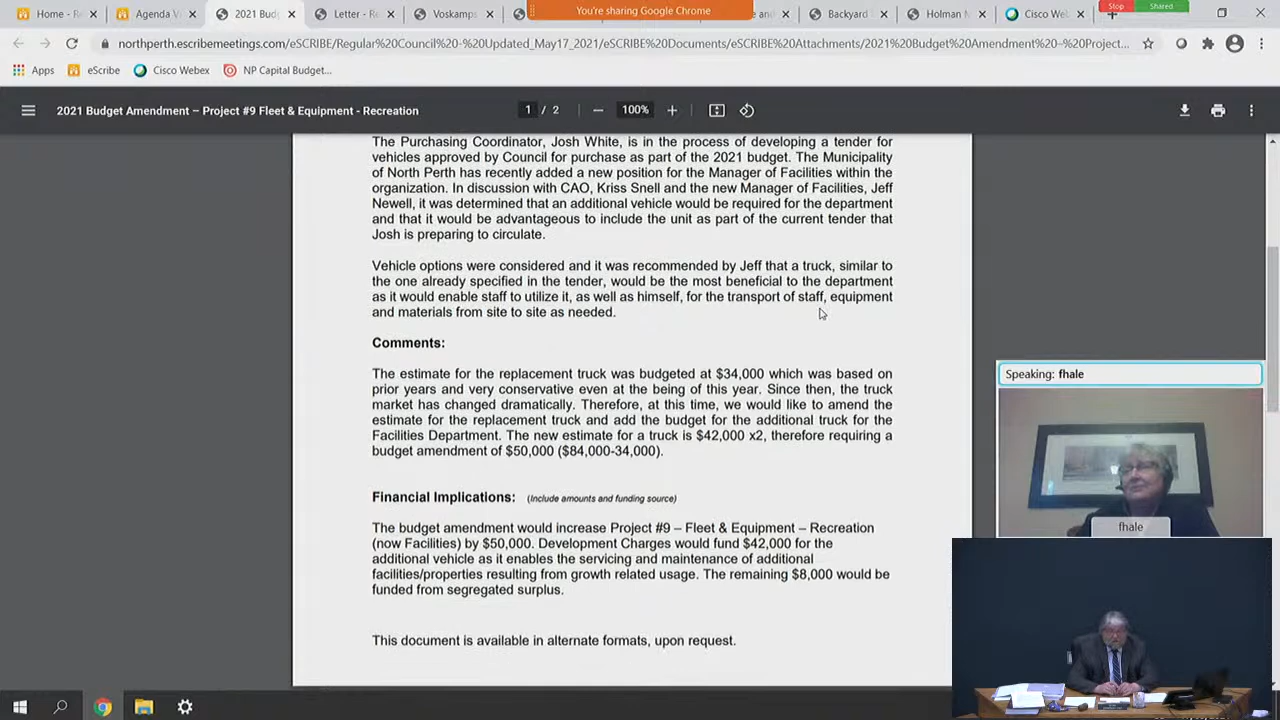 You're sharing Google Chrome
Stop
Shared
Home - R
Agenda V
2021 Budg
Letter - Re
Voskamps
Backyard
Holman M
Cisco Web
northperth.escribemeetings.com/eSCRIBE/Regular%20Council%20-%20Updated_May17_2021/eSCRIBE%20Documents/eSCRIBE%20Attachments/2021%20Budget%20Amendment%20–%20Project...
Apps
eScribe
Cisco Webex
NP Capital Budget...
2021 Budget Amendment – Project #9 Fleet & Equipment - Recreation
1 / 2
100%
The Purchasing Coordinator, Josh White, is in the process of developing a tender for
vehicles approved by Council for purchase as part of the 2021 budget. The Municipality
of North Perth has recently added a new position for the Manager of Facilities within the
organization. In discussion with CAO, Kriss Snell and the new Manager of Facilities, Jeff
Newell, it was determined that an additional vehicle would be required for the department
and that it would be advantageous to include the unit as part of the current tender that
Josh is preparing to circulate.
Vehicle options were considered and it was recommended by Jeff that a truck, similar to
the one already specified in the tender, would be the most beneficial to the department
as it would enable staff to utilize it, as well as himself, for the transport of staff, equipment
and materials from site to site as needed.
Comments:
The estimate for the replacement truck was budgeted at $34,000 which was based on
prior years and very conservative even at the being of this year. Since then, the truck
market has changed dramatically. Therefore, at this time, we would like to amend the
estimate for the replacement truck and add the budget for the additional truck for the
Facilities Department. The new estimate for a truck is $42,000 x2, therefore requiring a
budget amendment of $50,000 ($84,000-34,000).
Financial Implications: (Include amounts and funding source)
The budget amendment would increase Project #9 – Fleet & Equipment – Recreation
(now Facilities) by $50,000. Development Charges would fund $42,000 for the
additional vehicle as it enables the servicing and maintenance of additional
facilities/properties resulting from growth related usage. The remaining $8,000 would be
funded from segregated surplus.
This document is available in alternate formats, upon request.
Speaking: fhale
fhale